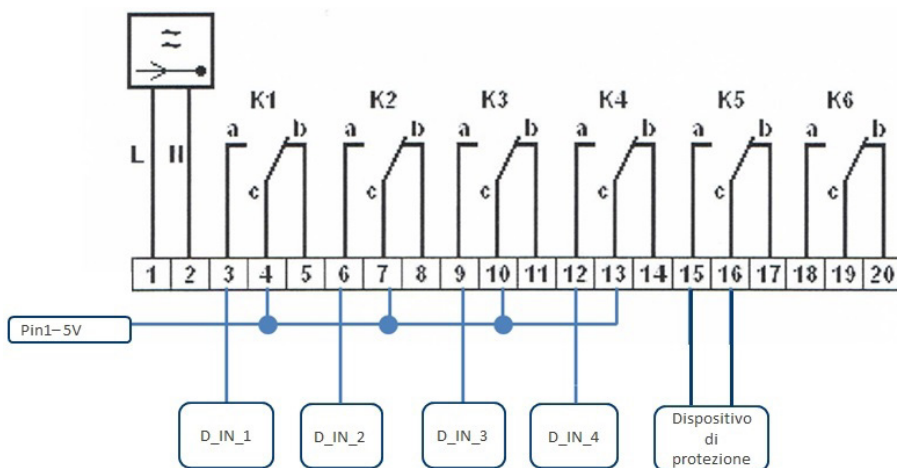 K1 K2 K3 K4 K5 K6
a b a b a b a b a b a b
L II
c c c c c c
1 2 3 4 5 6 7 8 9 10 11 12 13 14 15 16 17 18 19 20
Pin1–5V
D_IN_1 D_IN_2 D_IN_3 D_IN_4
Dispositivo
di
protezione